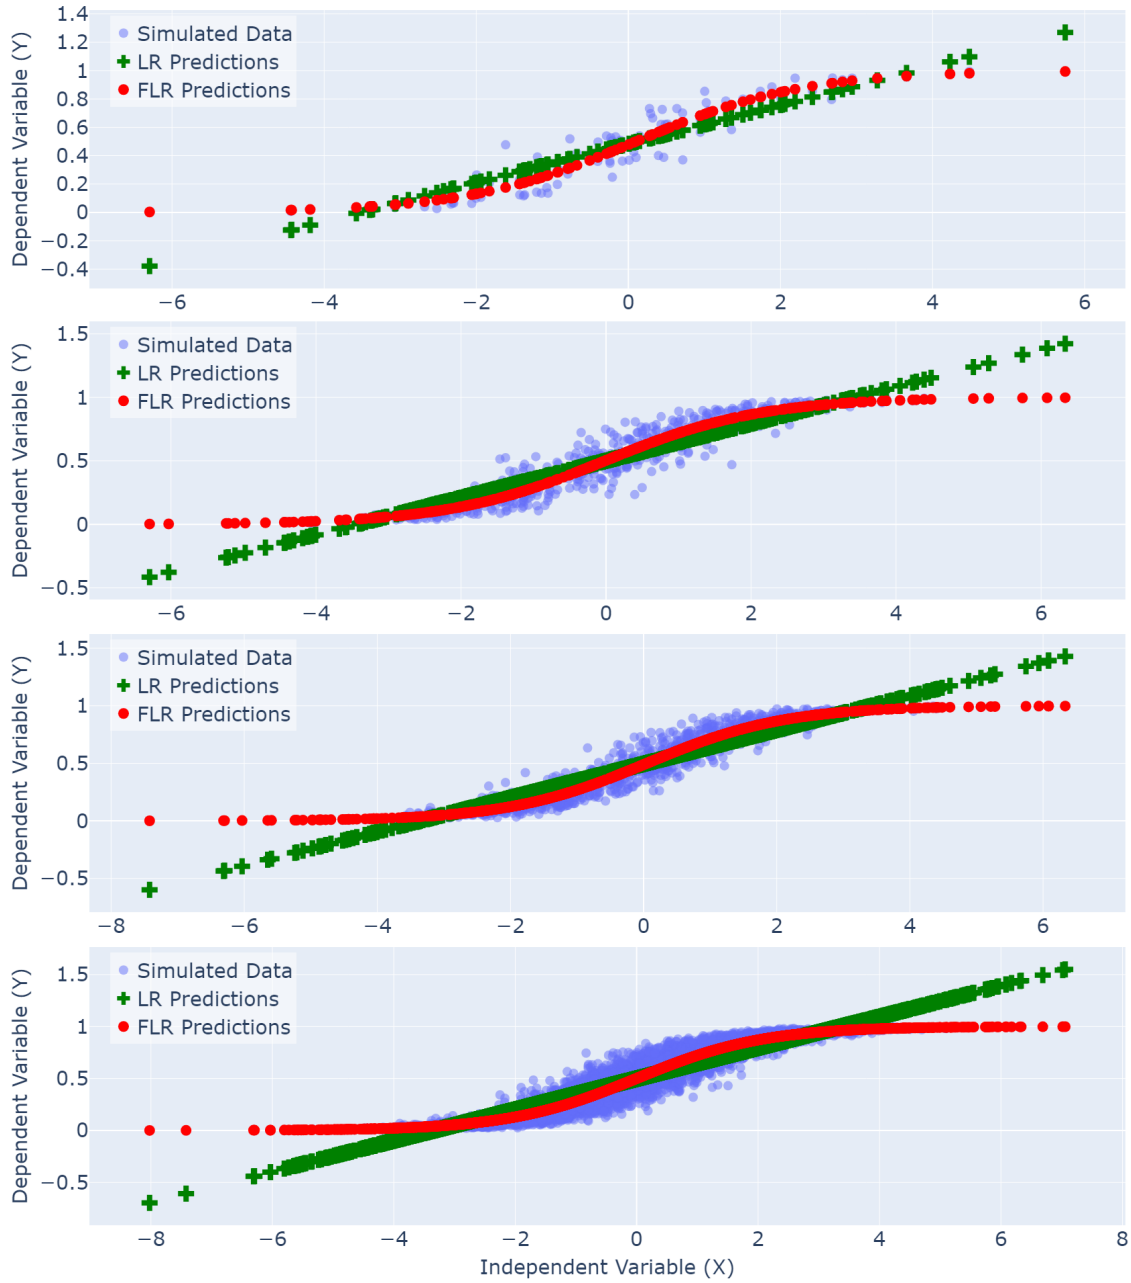 Dependent Variable (Y)
1.4
1.2
1
0.8
0.6
0.4
0.2
0
−0.2
−0.4
Simulated Data
LR Predictions
FLR Predictions
−6 −4 −2 0 2 4 6
Dependent Variable (Y)
1.5
1
0.5
0
−0.5
Simulated Data
LR Predictions
FLR Predictions
−6 −4 −2 0 2 4 6
Dependent Variable (Y)
1.5
1
0.5
0
−0.5
Simulated Data
LR Predictions
FLR Predictions
−8 −6 −4 −2 0 2 4 6
Dependent Variable (Y)
1.5
1
0.5
0
−0.5
Simulated Data
LR Predictions
FLR Predictions
−8 −6 −4 −2 0 2 4 6 8
Independent Variable (X)